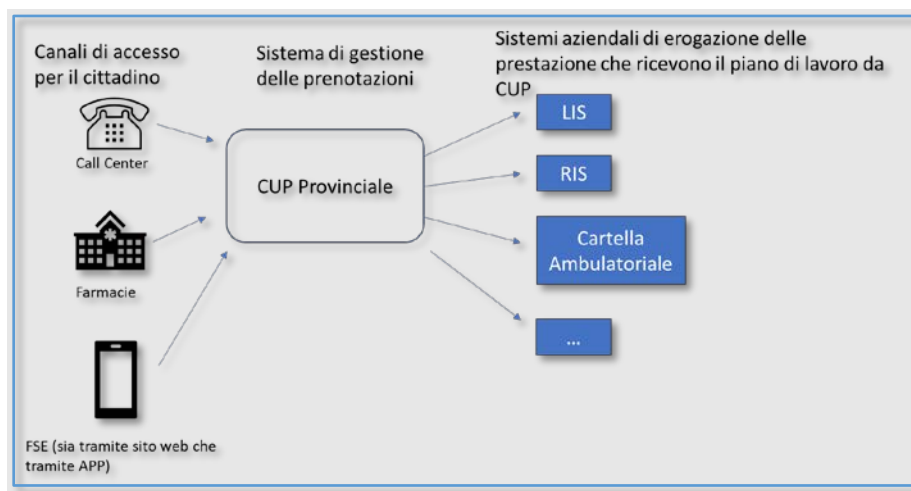 Canali di accesso
per il cittadino
Call Center
Farmacie
FSE (sia tramite sito web che
tramite APP)
Sistema di gestione
delle prenotazioni
CUP Provinciale
Sistemi aziendali di erogazione delle
prestazione che ricevono il piano di lavoro da
CUP
LIS
RIS
Cartella
Ambulatoriale
...